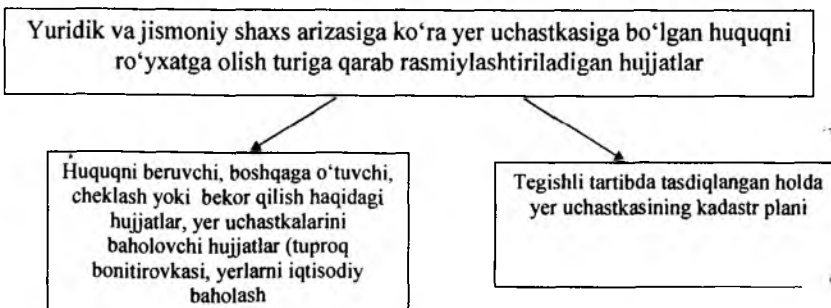 Yuridik va jismoniy shaxs arizasiga ko‘ra yer uchastkasiga bo‘lgan huquqni
ro‘yxatga olish turiga qarab rasmiylashtiriladigan hujjatlar
Huquqni beruvchi, boshqaga o‘tuvchi,
cheklash yoki bekor qilish haqidagi
hujjatlar, yer uchastkalarini
baholovchi hujjatlar (tuproq
bonitirovkasi, yerlarni iqtisodiy
baholash
Tegishli tartibda tasdiqlangan holda
yer uchastkasining kadastr plani